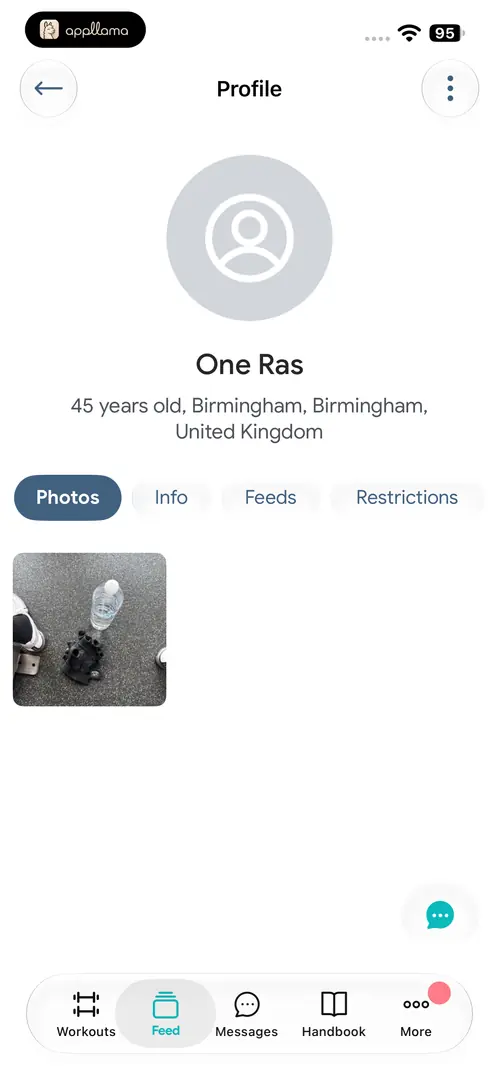 appllama
95
Profile
One Ras
45 years old, Birmingham, Birmingham,
United Kingdom
Photos Info Feeds Restrictions
Workouts Feed Messages Handbook More